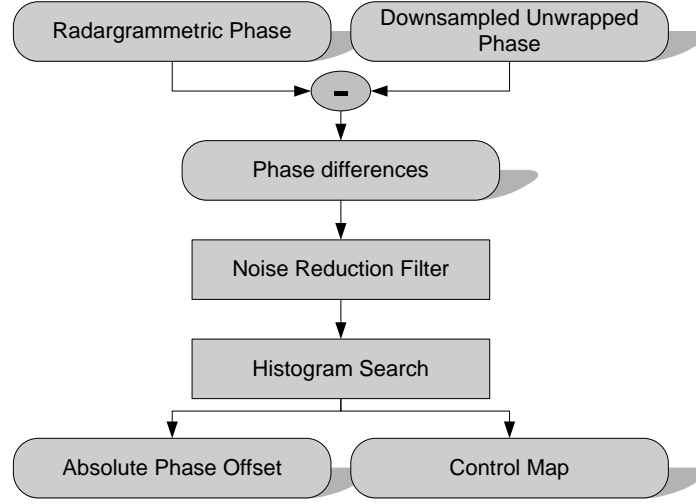 Radargrammetric Phase
Downsampled Unwrapped
Phase
-
Phase differences
Noise Reduction Filter
Histogram Search
Absolute Phase Offset
Control Map